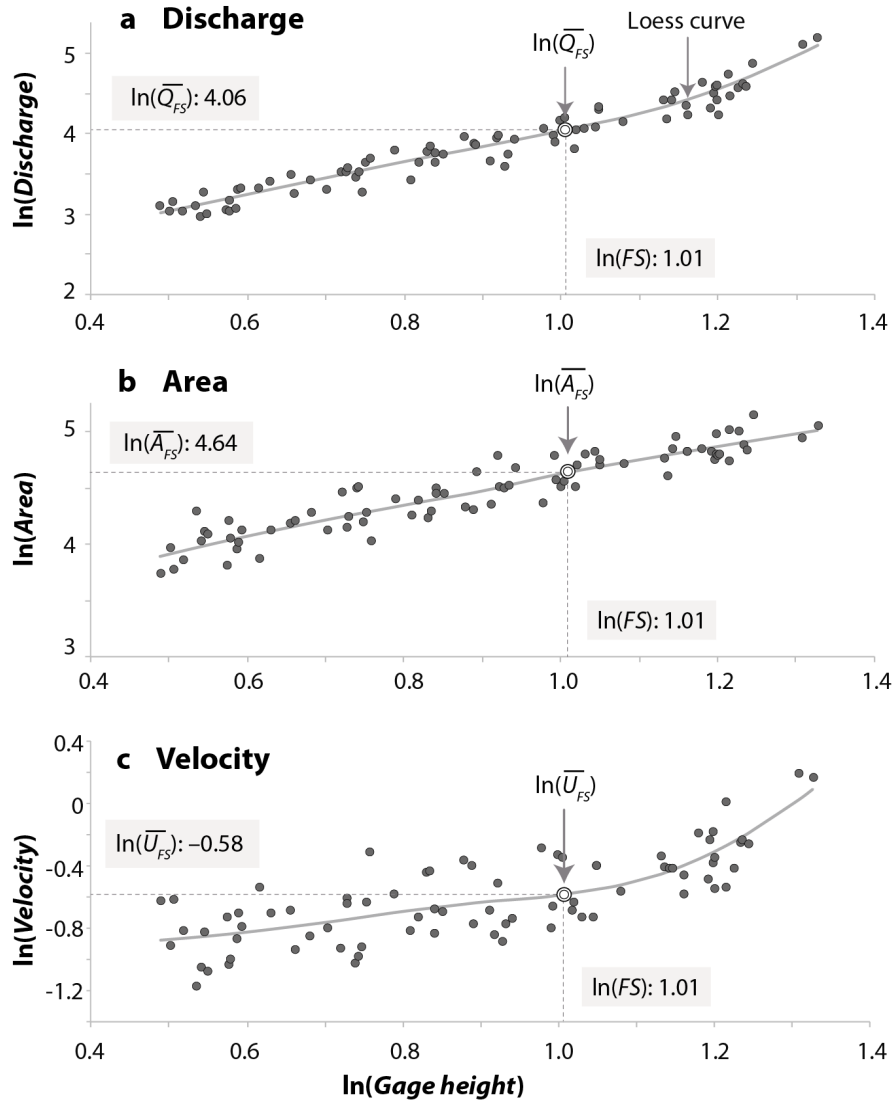 a Discharge
ln(Q̅FS)
Loess curve
ln(Q̅FS): 4.06
ln(FS): 1.01
ln(Discharge)
5
4
3
2
0.4 0.6 0.8 1.0 1.2 1.4
b Area
ln(A̅FS)
ln(A̅FS): 4.64
ln(FS): 1.01
ln(Area)
5
4
3
0.4 0.6 0.8 1.0 1.2 1.4
c Velocity
ln(U̅FS)
ln(U̅FS): –0.58
ln(FS): 1.01
ln(Velocity)
0.4
0
-0.4
-0.8
-1.2
0.4 0.6 0.8 1.0 1.2 1.4
ln(Gage height)